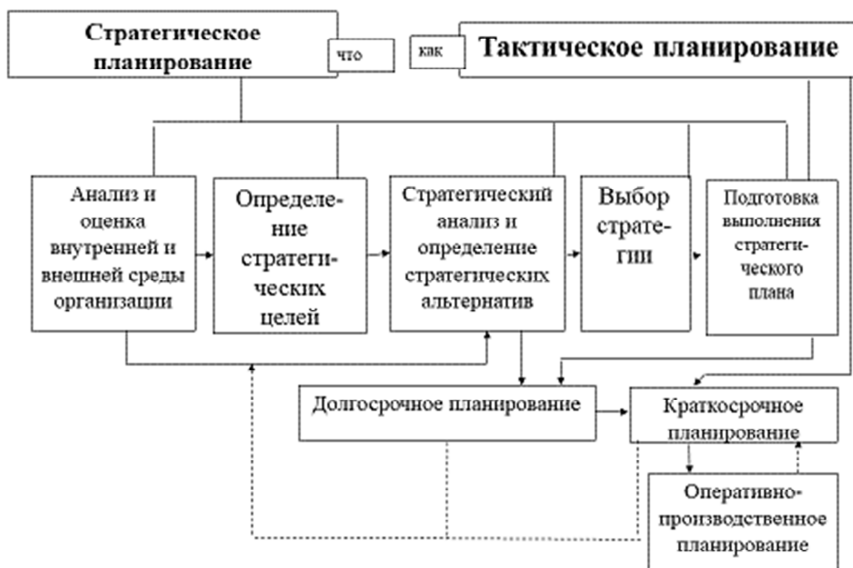 Стратегическое
планирование
что
как
Тактическое планирование
Анализ и
оценка
внутренней и
внешней среды
организации
Определе-
ние
стратеги-
ческих
целей
Стратегический
анализ и
определение
стратегических
альтернатив
Выбор
страте-
гии
Подготовка
выполнения
стратеги-
ческого
плана
Долгосрочное планирование
Краткосрочное
планирование
Оперативно-
производственное
планирование